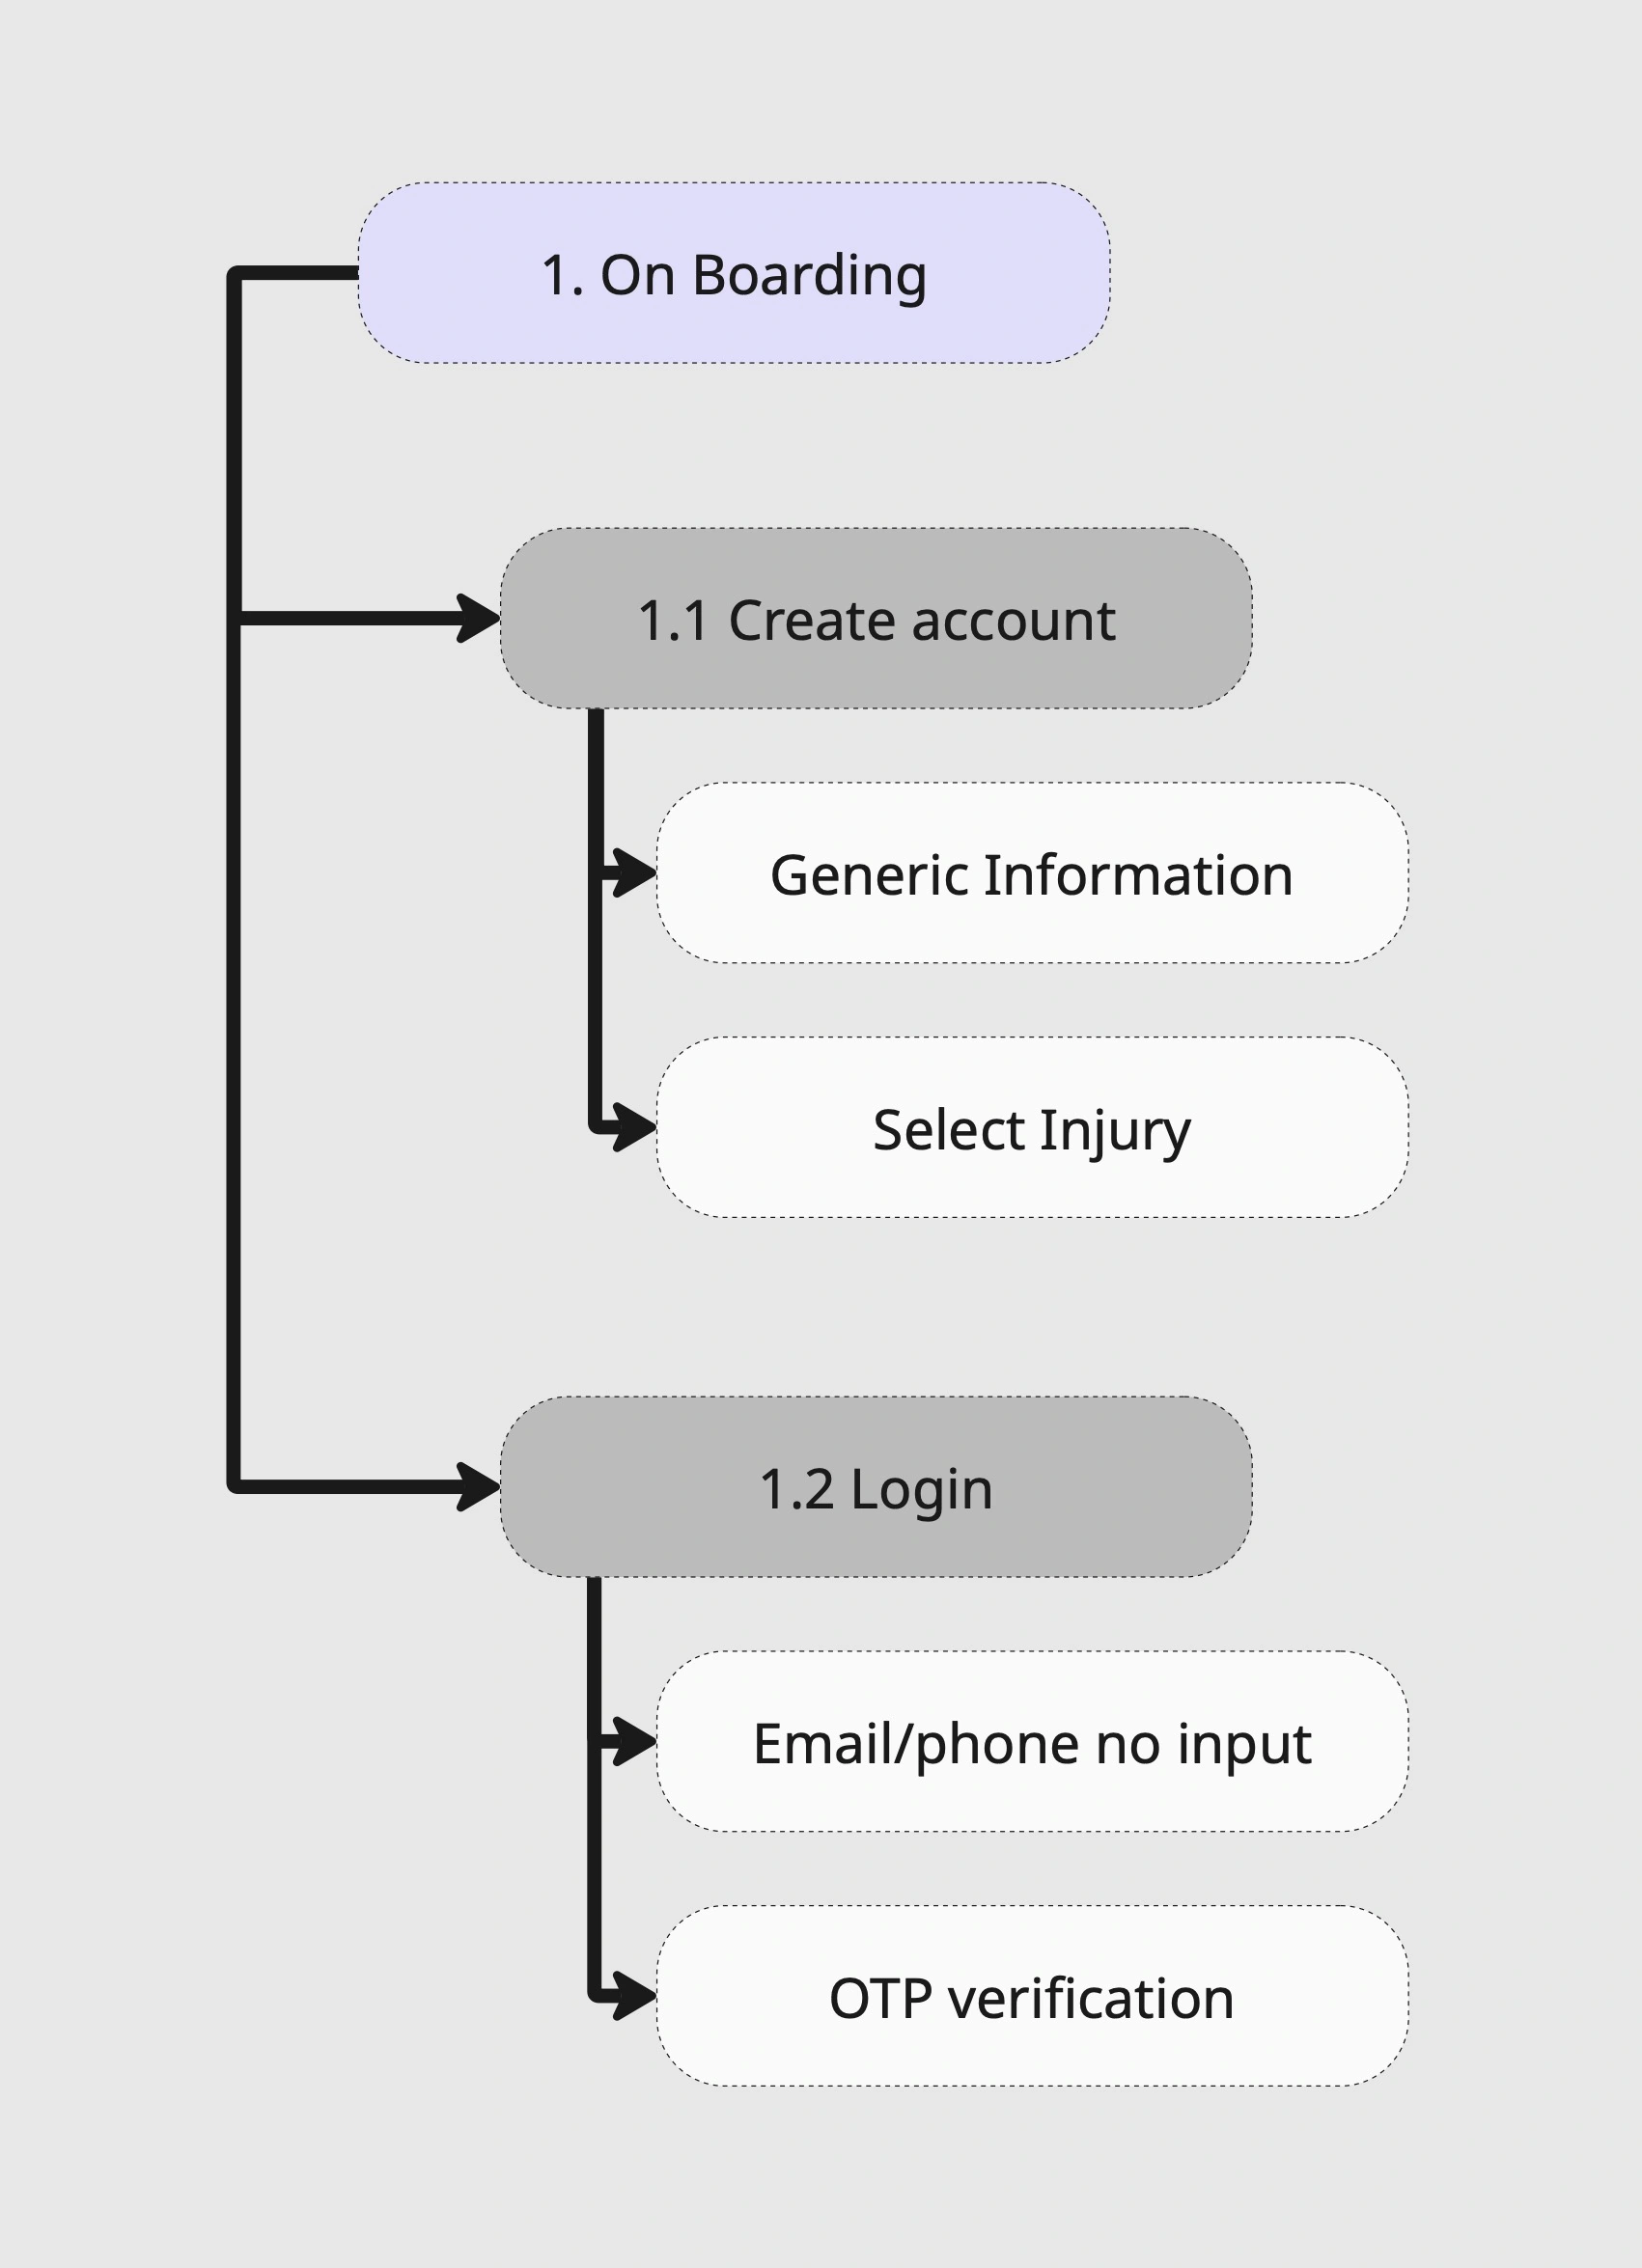 1. On Boarding
1.1 Create account
Generic Information
Select Injury
1.2 Login
Email/phone no input
OTP verification